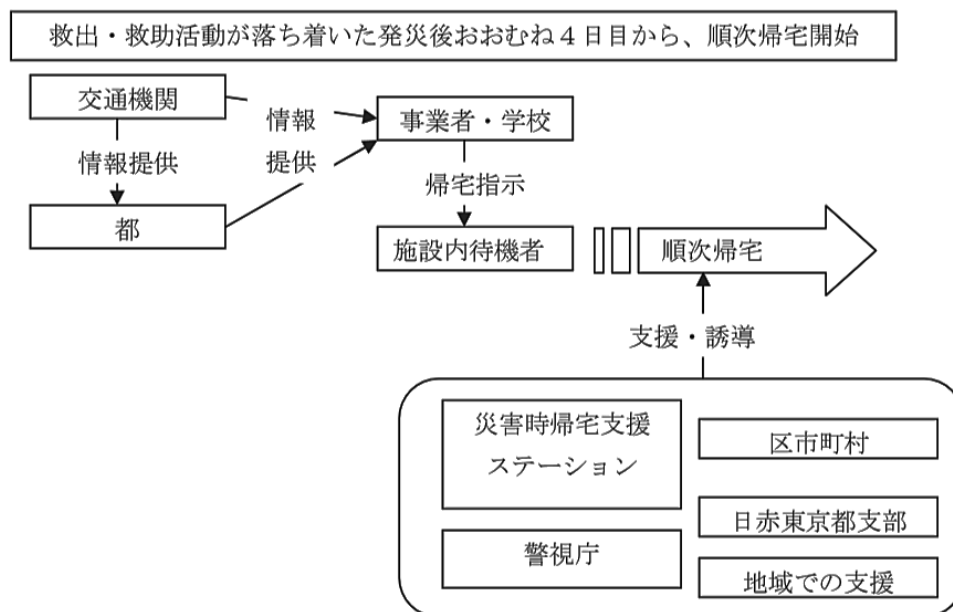 救出・救助活動が落ち着いた発災後おおむね４日目から、順次帰宅開始
交通機関
情報
提供
事業者・学校
情報提供
都
帰宅指示
施設内待機者
順次帰宅
支援・誘導
災害時帰宅支援
ステーション
区市町村
日赤東京都支部
警視庁
地域での支援